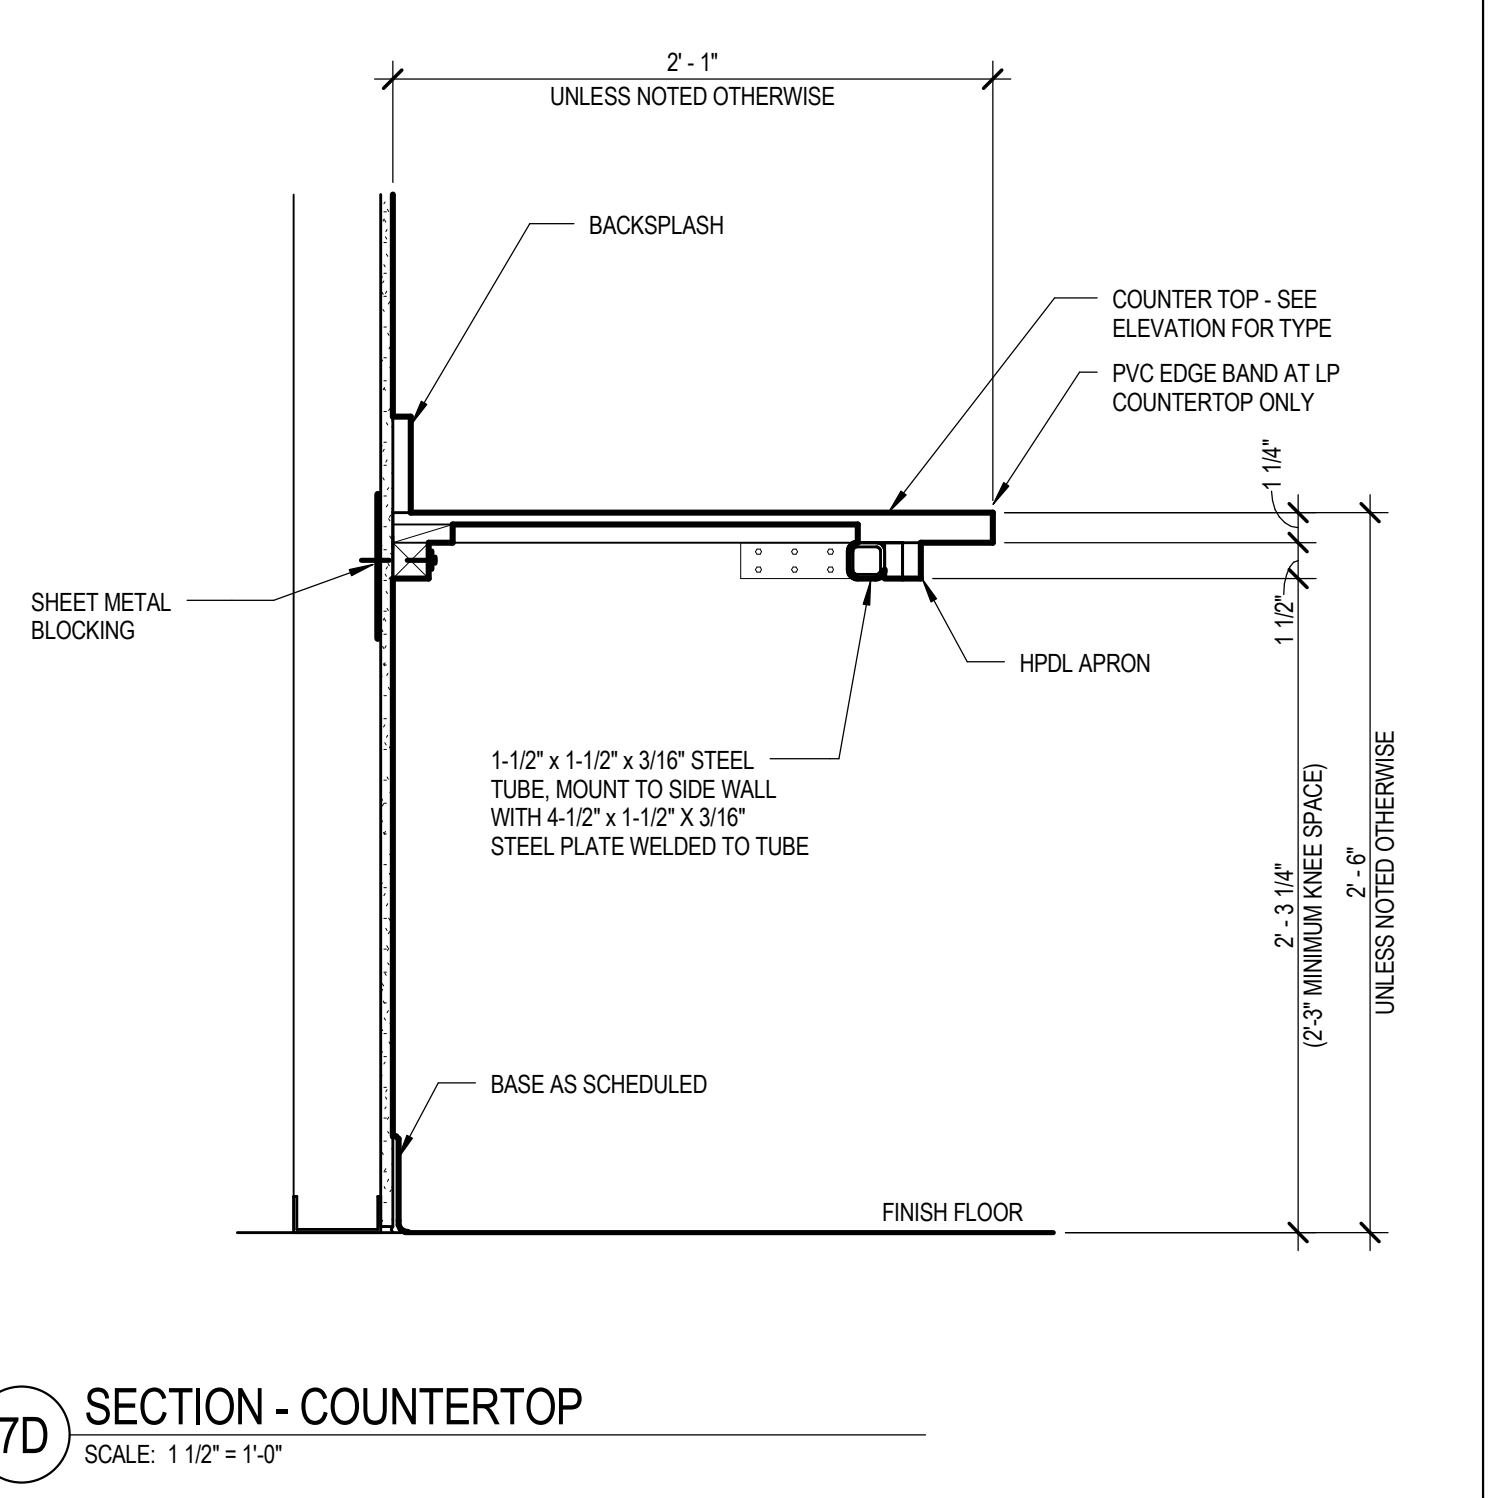 2' - 1"
UNLESS NOTED OTHERWISE
BACKSPLASH
COUNTER TOP - SEE
ELEVATION FOR TYPE
PVC EDGE BAND AT LP
COUNTERTOP ONLY
1 1/4"
1 1/2"
SHEET METAL
BLOCKING
HPDL APRON
1-1/2" x 1-1/2" x 3/16" STEEL
TUBE, MOUNT TO SIDE WALL
WITH 4-1/2" x 1-1/2" X 3/16"
STEEL PLATE WELDED TO TUBE
2' - 3 1/4"
(2'-3" MINIMUM KNEE SPACE)
2' - 6"
UNLESS NOTED OTHERWISE
BASE AS SCHEDULED
FINISH FLOOR
7D
SECTION - COUNTERTOP
SCALE: 1 1/2" = 1'-0"